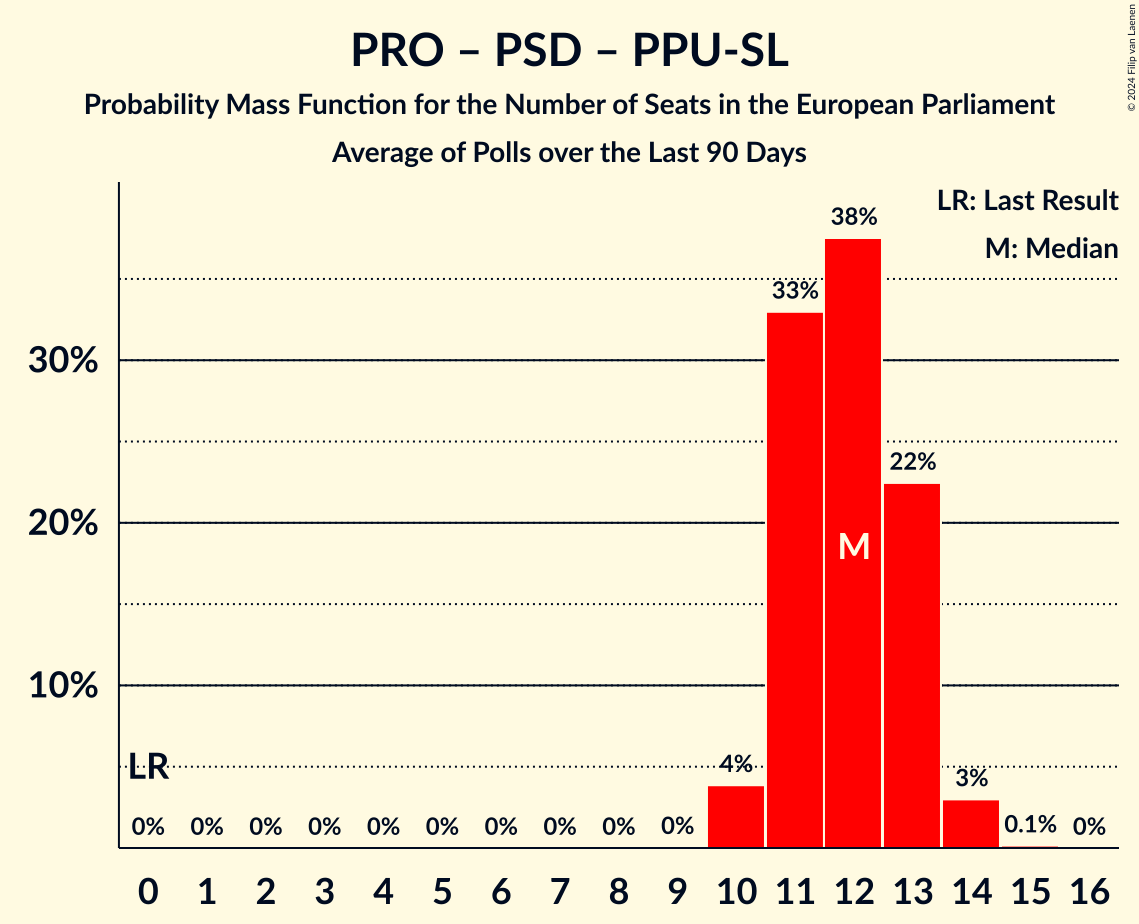 PRO – PSD – PPU-SL
Probability Mass Function for the Number of Seats in the European Parliament
Average of Polls over the Last 90 Days
© 2024 Filip van Laenen
LR: Last Result
M: Median
38%
33%
30%
22%
20%
M
10%
LR
4%
3%
0% 0% 0% 0% 0% 0% 0% 0% 0% 0% 0.1% 0%
0 1 2 3 4 5 6 7 8 9 10 11 12 13 14 15 16